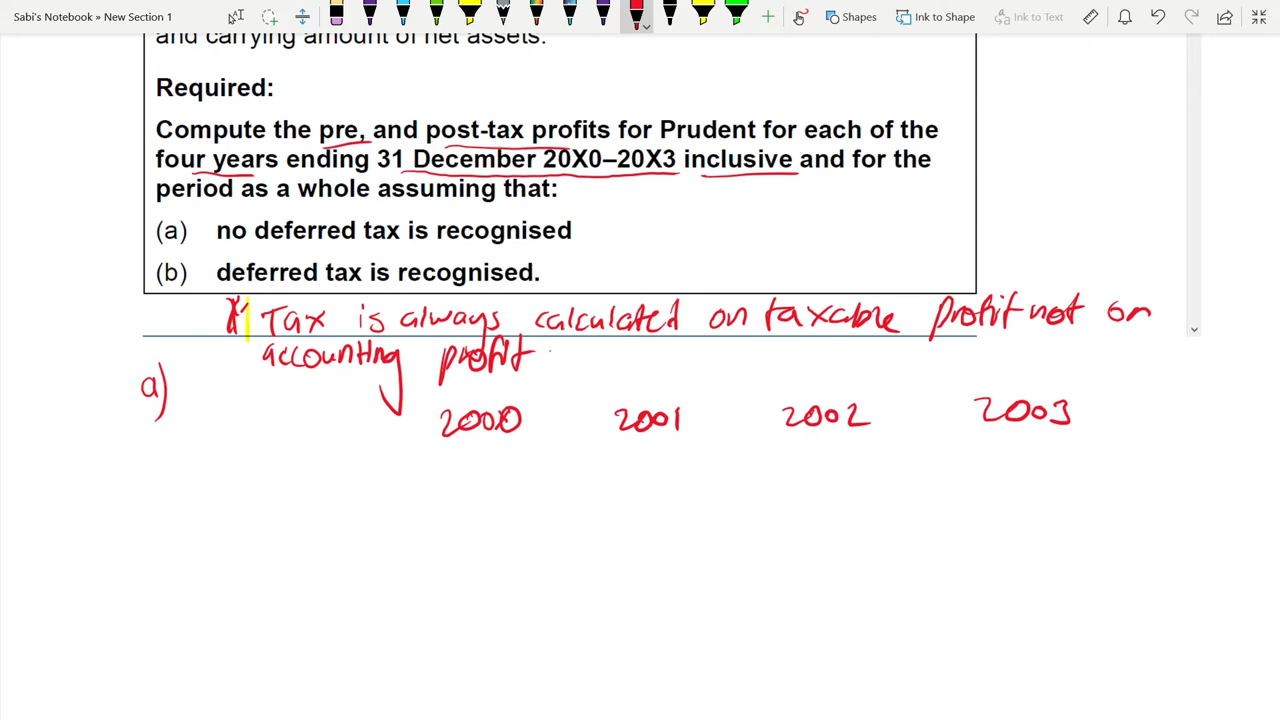 Sabi's Notebook » New Section 1
Shapes
Ink to Shape
Ink to Text
and carrying amount of net assets.
Required:
Compute the pre, and post-tax profits for Prudent for each of the
four years ending 31 December 20X0–20X3 inclusive and for the
period as a whole assuming that:
(a) no deferred tax is recognised
(b) deferred tax is recognised.
Tax is always calculated on taxable profit not on
accounting profit
a)
2000 2001 2002 2003